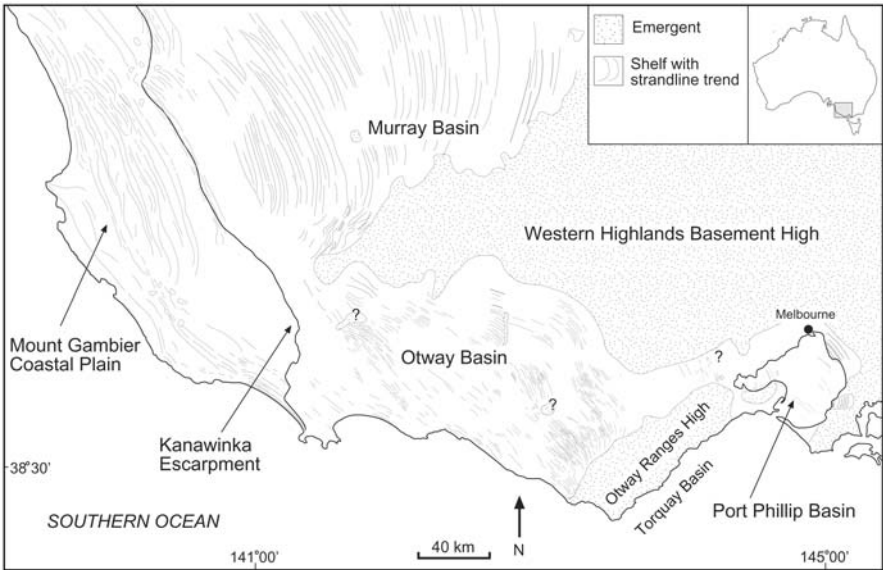 Emergent
Shelf with
strandline trend
Murray Basin
Western Highlands Basement High
Melbourne
?
Mount Gambier
Coastal Plain
Otway Basin
?
?
Kanawinka
Escarpment
Otway Ranges High
Torquay Basin
Port Phillip Basin
38°30'
SOUTHERN OCEAN
40 km
N
141°00'
145°00'